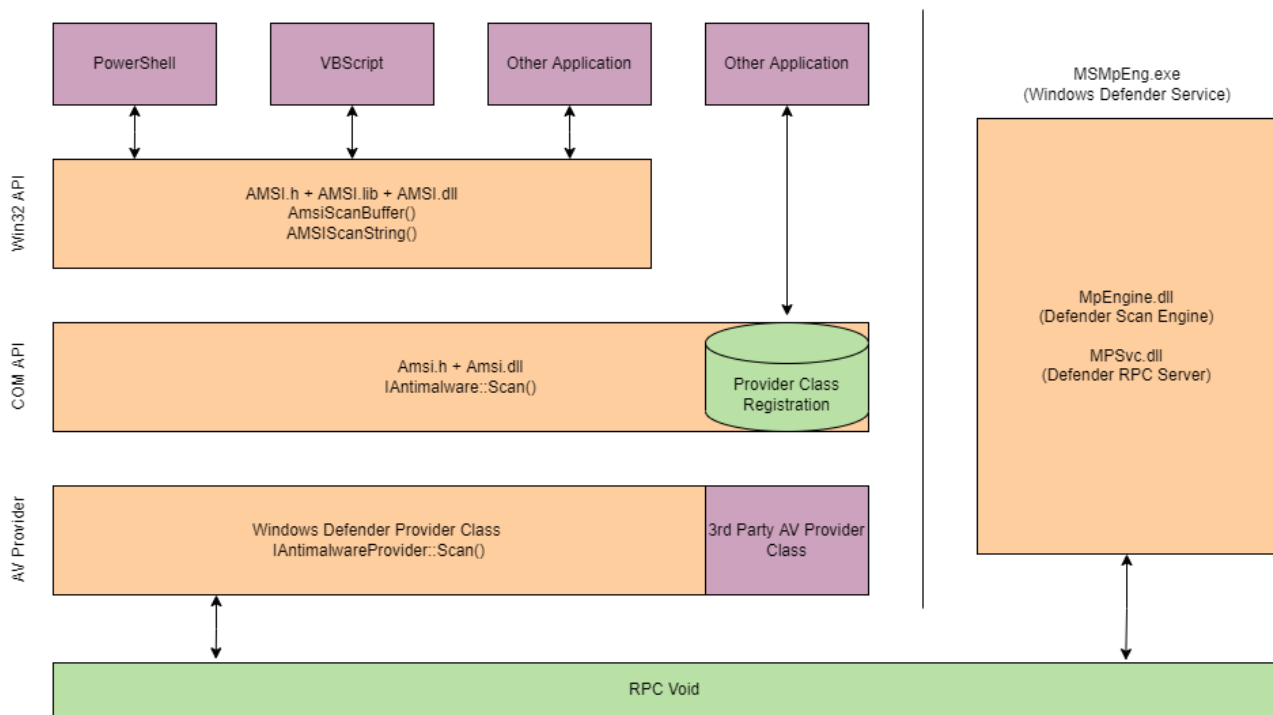 PowerShell
VBScript
Other Application
Other Application
MSMpEng.exe
(Windows Defender Service)
Win32 API
AMSI.h + AMSI.lib + AMSI.dll
AmsiScanBuffer()
AMSIScanString()
MpEngine.dll
(Defender Scan Engine)
MPSvc.dll
(Defender RPC Server)
COM API
Amsi.h + Amsi.dll
IAntimalware::Scan()
Provider Class
Registration
AV Provider
Windows Defender Provider Class
IAntimalwareProvider::Scan()
3rd Party AV Provider
Class
RPC Void